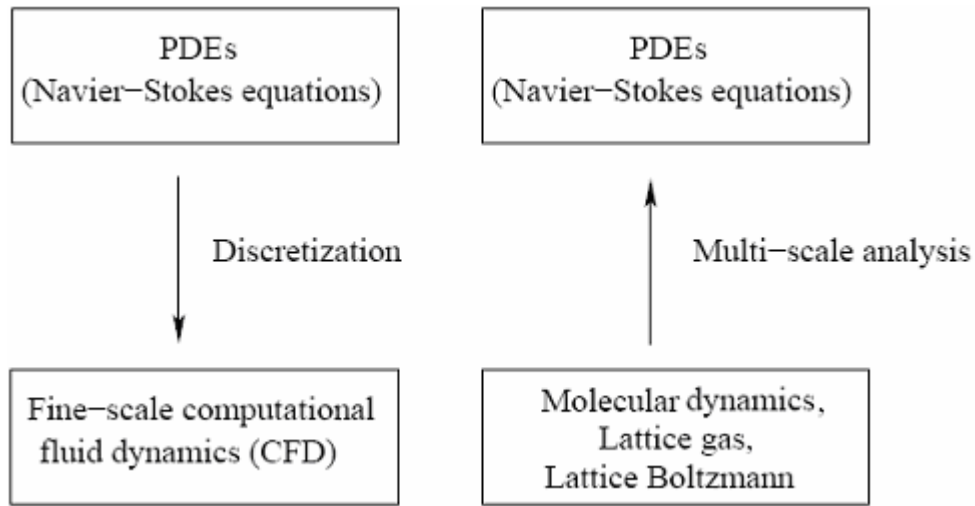 PDEs
(Navier−Stokes equations)
Discretization
Fine−scale computational
fluid dynamics (CFD)
PDEs
(Navier−Stokes equations)
Multi−scale analysis
Molecular dynamics,
Lattice gas,
Lattice Boltzmann